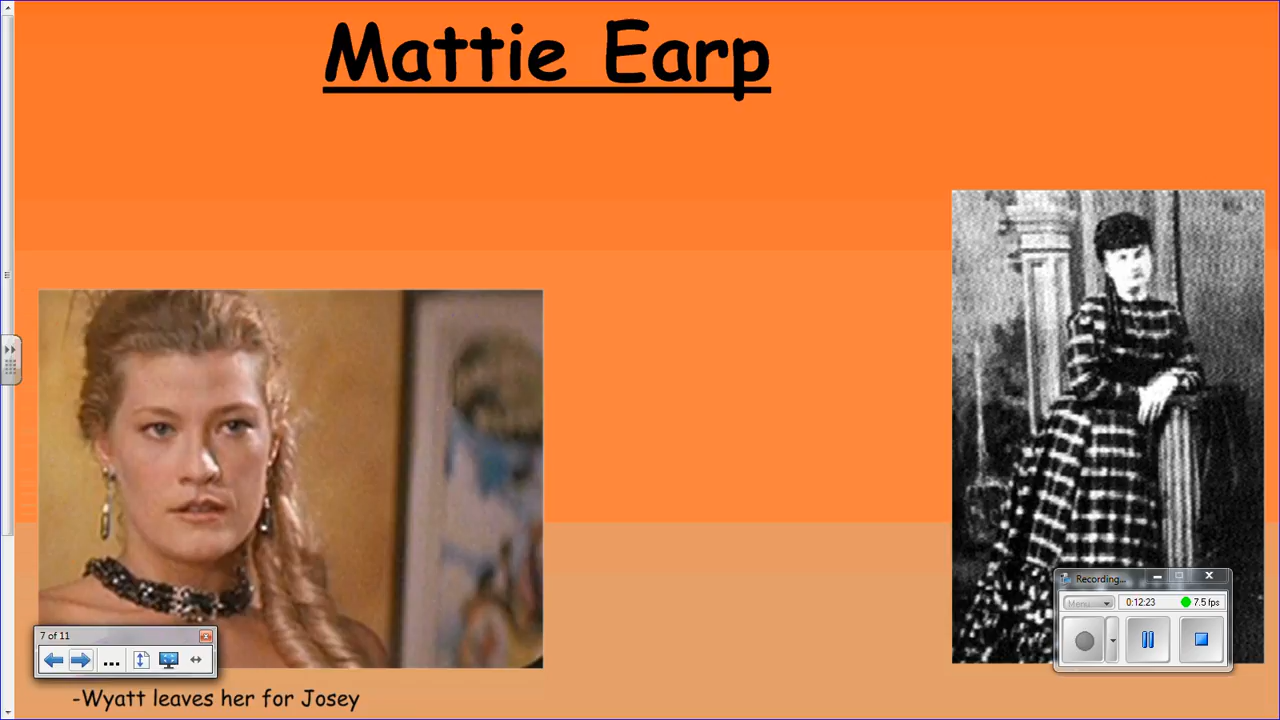 Mattie Earp
Recording...
Menu...
0:12:23
7.5 fps
7 of 11
...
-Wyatt leaves her for Josey